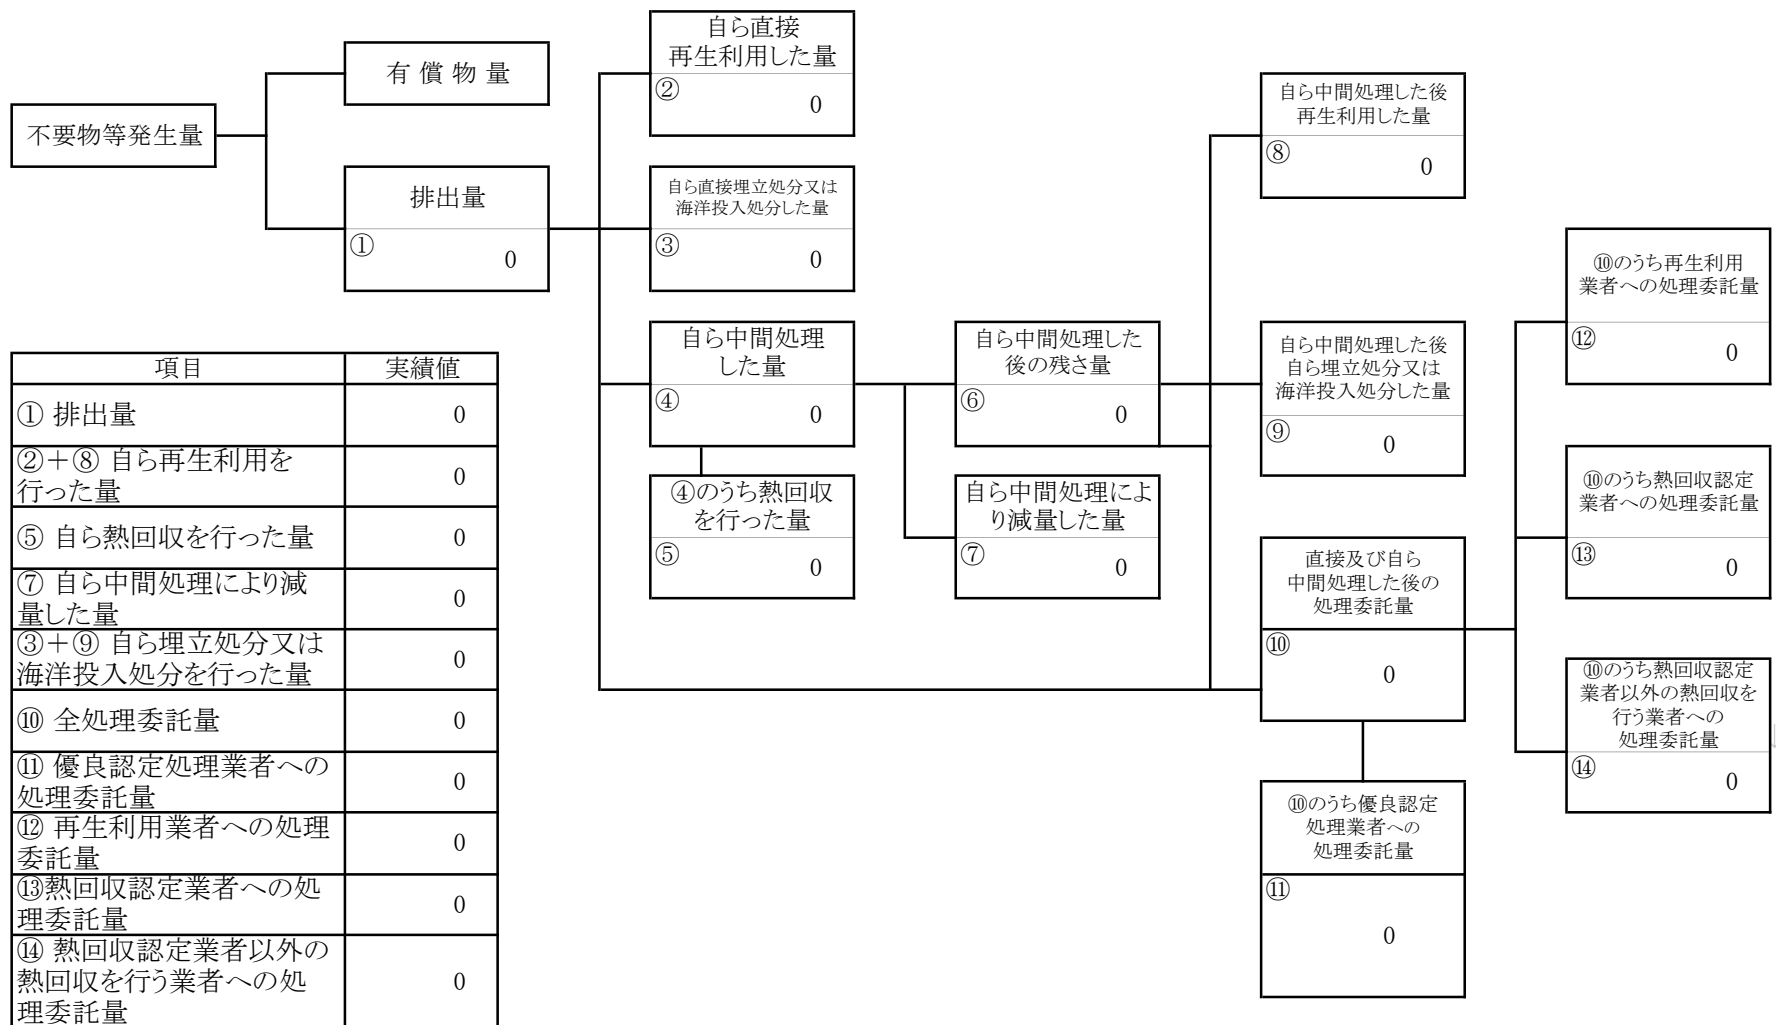 不要物等発生量
有 償 物 量
排出量
①
0
自ら直接
再生利用した量
②
0
自ら直接埋立処分又は
海洋投入処分した量
③
0
自ら中間処理
した量
④
0
④のうち熱回収
を行った量
⑤
0
自ら中間処理した
後の残さ量
⑥
0
自ら中間処理によ
り減量した量
⑦
0
自ら中間処理した後
再生利用した量
⑧
0
自ら中間処理した後
自ら埋立処分又は
海洋投入処分した量
⑨
0
直接及び自ら
中間処理した後の
処理委託量
⑩
0
⑩のうち優良認定
処理業者への
処理委託量
⑪
0
⑩のうち再生利用
業者への処理委託量
⑫
0
⑩のうち熱回収認定
業者への処理委託量
⑬
0
⑩のうち熱回収認定
業者以外の熱回収を
行う業者への
処理委託量
⑭
0
項目 実績値
① 排出量 0
②＋⑧ 自ら再生利用を
行った量 0
⑤ 自ら熱回収を行った量 0
⑦ 自ら中間処理により減
量した量 0
③＋⑨ 自ら埋立処分又は
海洋投入処分を行った量 0
⑩ 全処理委託量 0
⑪ 優良認定処理業者への
処理委託量 0
⑫ 再生利用業者への処理
委託量 0
⑬熱回収認定業者への処
理委託量 0
⑭ 熱回収認定業者以外の
熱回収を行う業者への処 0
理委託量